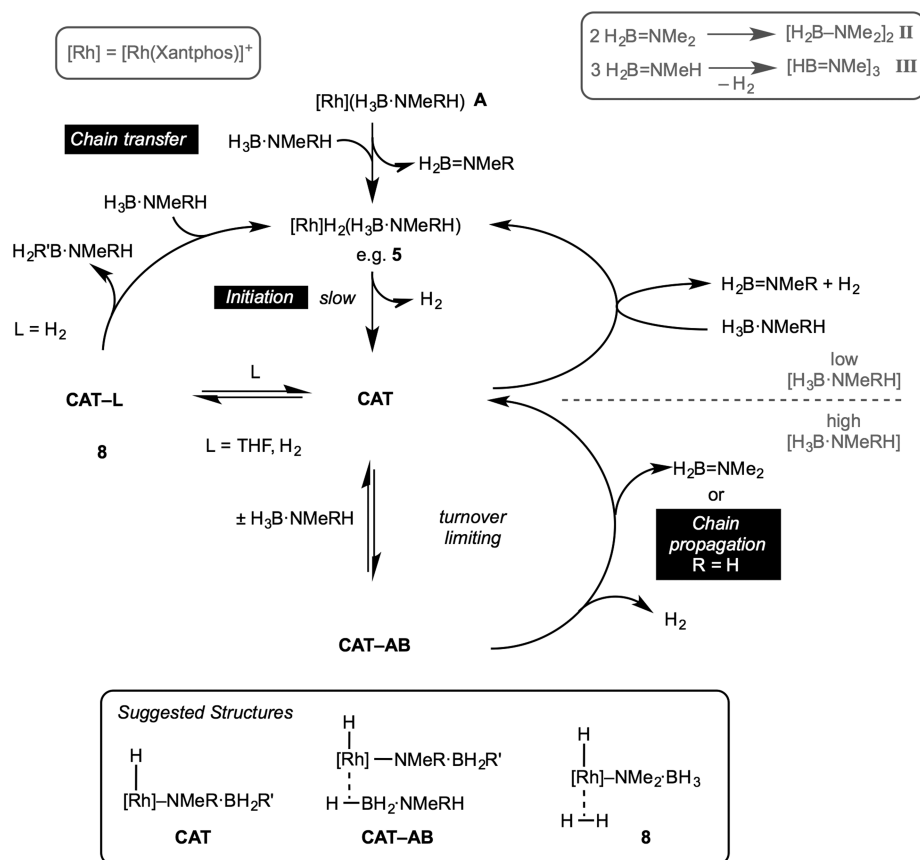 [Rh] = [Rh(Xantphos)]⁺
2 H₂B=NMe₂ [H₂B–NMe₂]₂ II
3 H₂B=NMeH [HB=NMe]₃ III
– H₂
[Rh](H₃B·NMeRH) A
Chain transfer
H₃B·NMeRH
H₂B=NMeR
H₃B·NMeRH
[Rh]H₂(H₃B·NMeRH)
e.g. 5
H₂R'B·NMeRH
Initiation slow
H₂
H₂B=NMeR + H₂
H₃B·NMeRH
L = H₂
low
[H₃B·NMeRH]
L
CAT–L
CAT
high
[H₃B·NMeRH]
8
L = THF, H₂
H₂B=NMe₂
or
Chain
propagation
R = H
± H₃B·NMeRH
turnover
limiting
H₂
CAT–AB
Suggested Structures
H
[Rh]–NMeR·BH₂R'
CAT
H
[Rh] —NMeR·BH₂R'
H–BH₂·NMeRH
CAT–AB
H
[Rh]–NMe₂·BH₃
H–H
8